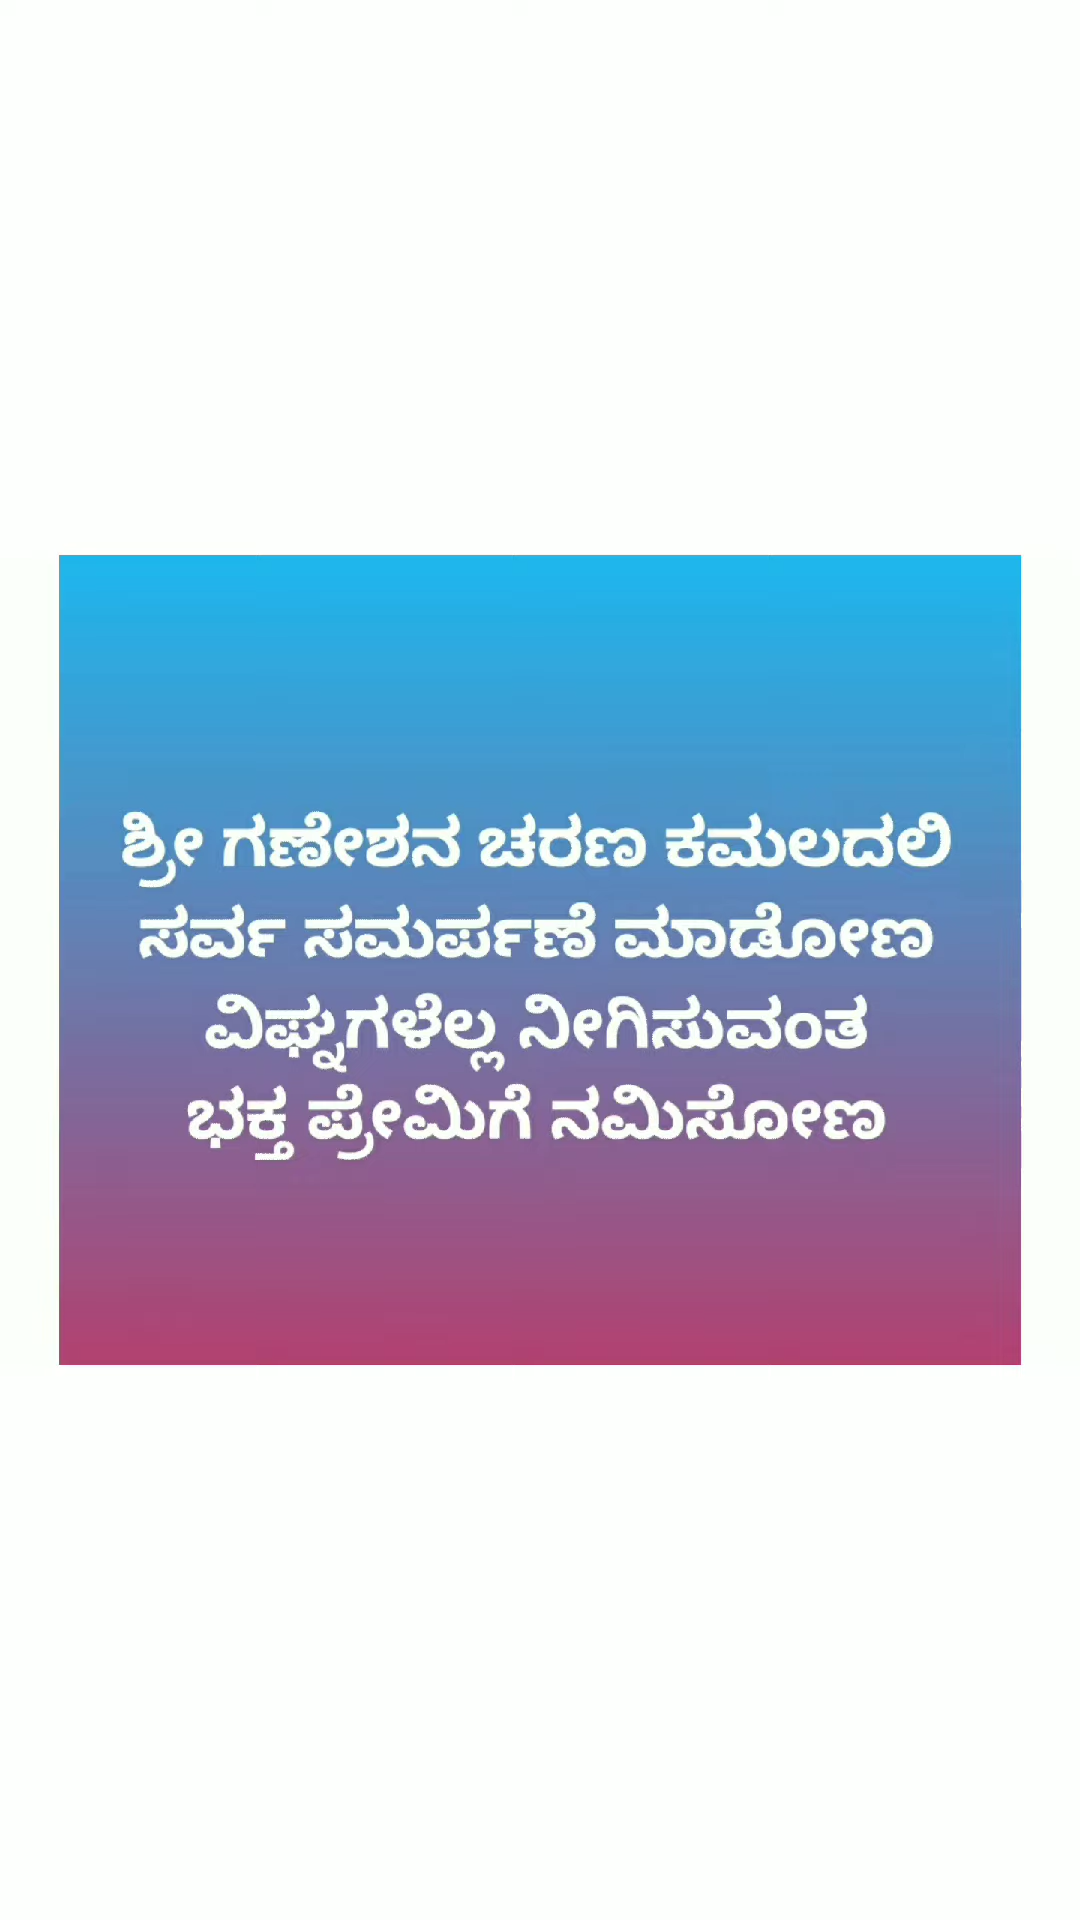 ಶ್ರೀ ಗಣೇಶನ ಚರಣ ಕಮಲದಲಿ
ಸರ್ವ ಸಮರ್ಪಣೆ ಮಾಡೋಣ
ವಿಘ್ನಗಳೆಲ್ಲ ನೀಗಿಸುವಂತ
ಭಕ್ತ ಪ್ರೇಮಿಗೆ ನಮಿಸೋಣ